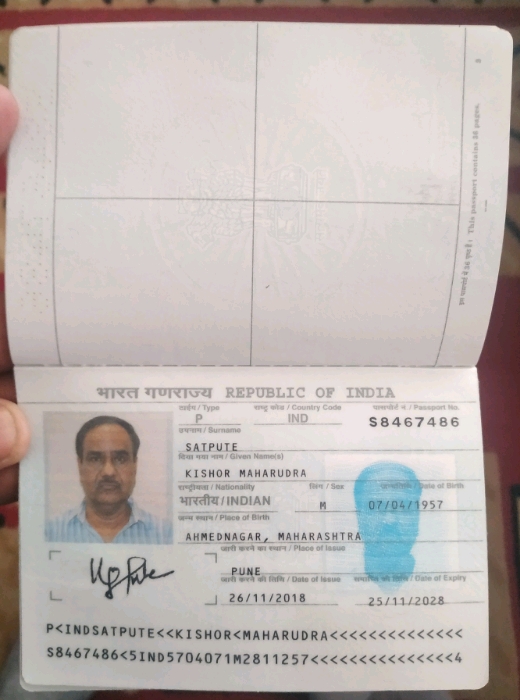 इस पासपोर्ट में 36 पृष्ठ हैं। This passport contains 36 pages.
भारत गणराज्य REPUBLIC OF INDIA
टाईप / Type
राष्ट्र कोड / Country Code
पासपोर्ट नं. / Passport No.
P
IND
S8467486
उपनाम / Surname
SATPUTE
दिया गया नाम / Given Name(s)
KISHOR MAHARUDRA
राष्ट्रीयता / Nationality
लिंग / Sex
जन्मतिथि / Date of Birth
भारतीय/INDIAN
M
07/04/1957
जन्म स्थान / Place of Birth
AHMEDNAGAR, MAHARASHTRA
जारी करने का स्थान / Place of Issue
PUNE
जारी करने की तिथि / Date of Issue
समाप्ति की तिथि / Date of Expiry
26/11/2018
25/11/2028
P<INDSATPUTE<<KISHOR<MAHARUDRA<<<<<<<<<<<<<<
S8467486<5IND5704071M2811257<<<<<<<<<<<<<<<4